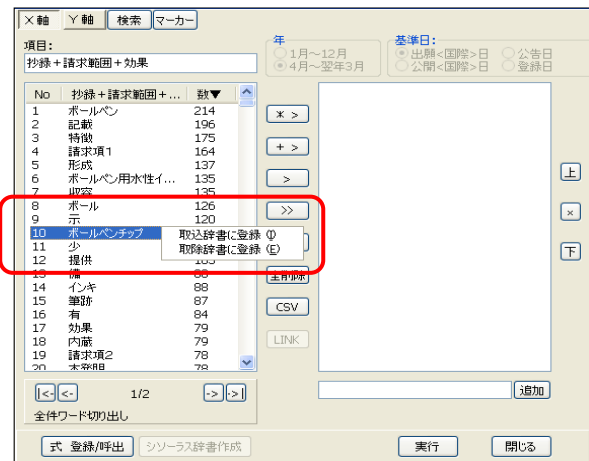 X 軸 Y 軸 検索 マーカー
項目:
抄録+請求範囲+効果
年
1月~12月
4月~翌年3月
基準日:
出願<国際>日 公告日
公開<国際>日 登録日
No 抄録+請求範囲+... 数▼
1 ボールペン 214
2 記載 196
3 特徴 175
4 請求項1 164
5 形成 137
6 ボールペン用水性イ... 135
7 収容 135
8 ボール 126
9 示 120
10 ボールペンチップ
取込辞書に登録 (I)
取除辞書に登録 (E)
11 少
12 提供 103
13 備 88
14 インキ 88
15 筆跡 87
16 有 84
17 効果 79
18 内蔵 79
19 請求項2 78
20 本発明 78
* >
+ >
>
>>
全削除
CSV
LINK
上
×
下
|<- <- 1/2 -> ->|
全件ワード切り出し
追加
式 登録/呼出 シソーラス辞書作成 実行 閉じる